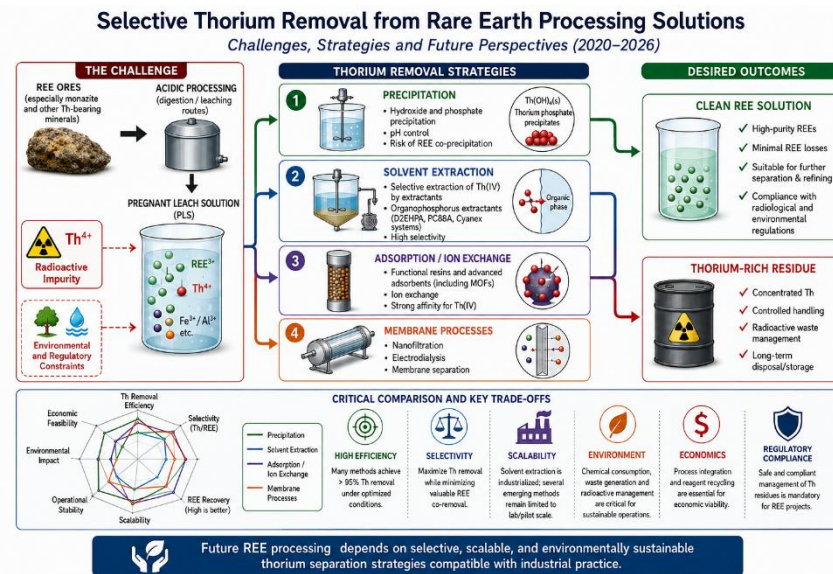 Selective Thorium Removal from Rare Earth Processing Solutions
Challenges, Strategies and Future Perspectives (2020–2026)
THE CHALLENGE
REE ORES
(especially monazite
and other Th-bearing
minerals)
ACIDIC PROCESSING
(digestion / leaching
routes)
PREGNANT LEACH SOLUTION
(PLS)
Th⁴⁺
Radioactive
Impurity
REE³⁺
Th⁴⁺
Fe³⁺/Al³⁺
etc.
Environmental
and Regulatory
Constraints
THORIUM REMOVAL STRATEGIES
1
PRECIPITATION
• Hydroxide and phosphate
precipitation
• pH control
• Risk of REE co-precipitation
Th(OH)₄(s)
Thorium phosphate
precipitates
2
SOLVENT EXTRACTION
• Selective extraction of Th(IV)
by extractants
• Organophosphorus extractants
(D2EHPA, PC88A, Cyanex
systems)
• High selectivity
Organic
phase
3
ADSORPTION / ION EXCHANGE
• Functional resins and advanced
adsorbents (including MOFs)
• Ion exchange
• Strong affinity for Th(IV)
4
MEMBRANE PROCESSES
• Nanofiltration
• Electrodialysis
• Membrane separation
DESIRED OUTCOMES
CLEAN REE SOLUTION
✓ High-purity REEs
✓ Minimal REE losses
✓ Suitable for further
separation & refining
✓ Compliance with
radiological and
environmental
regulations
THORIUM-RICH RESIDUE
✓ Concentrated Th
✓ Controlled handling
✓ Radioactive waste
management
✓ Long-term
disposal/storage
CRITICAL COMPARISON AND KEY TRADE-OFFS
Th Removal
Efficiency
Selectivity
(Th/REE)
REE Recovery
(High is better)
Scalability
Operational
Stability
Environmental
Impact
Economic
Feasibility
Precipitation
Solvent Extraction
Adsorption /
Ion Exchange
Membrane
Processes
HIGH EFFICIENCY
Many methods achieve
> 95% Th removal
under optimized
conditions.
SELECTIVITY
Maximize Th removal
while minimizing
valuable REE
co-removal.
SCALABILITY
Solvent extraction is
industrialized; several
emerging methods
remain limited to
lab/pilot scale.
ENVIRONMENT
Chemical consumption,
waste generation and
radioactive management
are critical for
sustainable operations.
ECONOMICS
Process integration
and reagent recycling
are essential for
economic viability.
REGULATORY
COMPLIANCE
Safe and compliant
management of Th
residues is mandatory
for REE projects.
Future REE processing depends on selective, scalable, and environmentally sustainable
thorium separation strategies compatible with industrial practice.